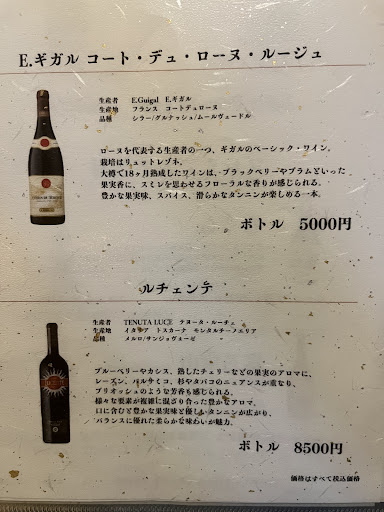 E.ギガル コート・デュ・ローヌ・ルージュ
生産者 E.Guigal E.ギガル
生産地 フランス コートデュローヌ
品種 シラー/グルナッシュ/ムールヴェードル
ローヌを代表する生産者の一つ、ギガルのベーシック・ワイン。
栽培はリュットレゾネ。
大樽で18ヶ月熟成したワインは、ブラックベリーやプラムといった
果実香に、スミレを思わせるフローラルな香りが感じられる。
豊かな果実味、スパイス、滑らかなタンニンが楽しめる一本。
ボトル 5000円
ルチェンテ
生産者 TENUTA LUCE テヌータ・ルーチェ
生産地 イタリア トスカーナ モンタルチーノエリア
品種 メルロ/サンジョヴェーゼ
ブルーベリーやカシス、熟したチェリーなどの果実のアロマに、
レーズン、バルサミコ、杉やタバコのニュアンスが重なり、
ブリオッシュのような芳香も感じられる。
様々な要素が複雑に混ざり合った豊かなアロマ。
口に含むと豊かな果実味と優しいタンニンが広がり、
バランスに優れた柔らかな味わいが魅力。
ボトル 8500円
価格はすべて税込価格